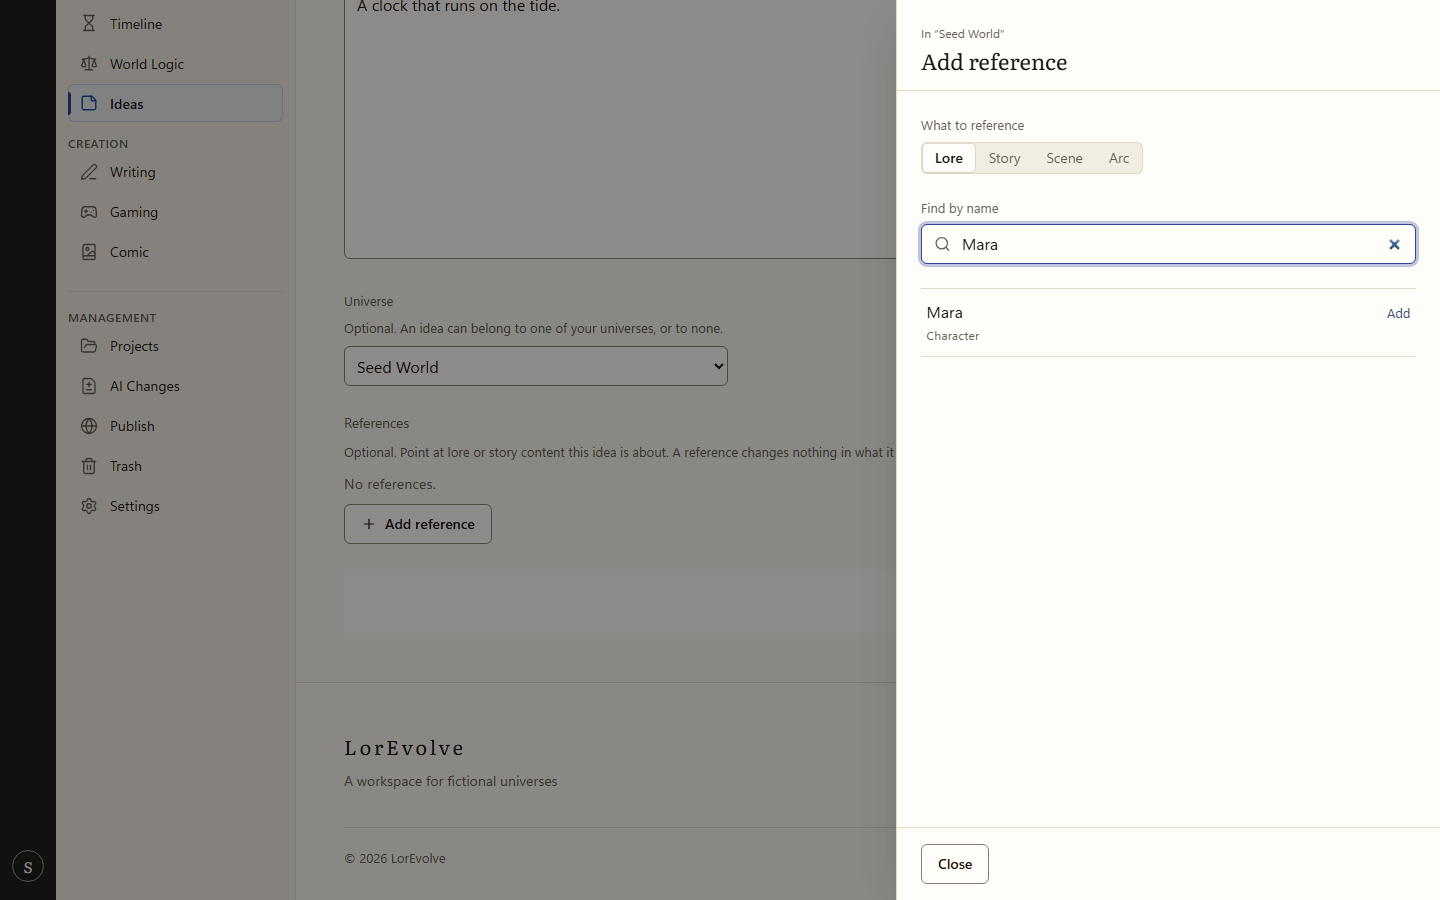 Timeline
World Logic
Ideas
CREATION
Writing
Gaming
Comic
MANAGEMENT
Projects
AI Changes
Publish
Trash
Settings
S
A clock that runs on the tide.
Universe
Optional. An idea can belong to one of your universes, or to none.
Seed World
References
Optional. Point at lore or story content this idea is about. A reference changes nothing in what it
No references.
Add reference
LorEvolve
A workspace for fictional universes
© 2026 LorEvolve
In “Seed World”
Add reference
What to reference
Lore Story Scene Arc
Find by name
Mara
Mara Add
Character
Close